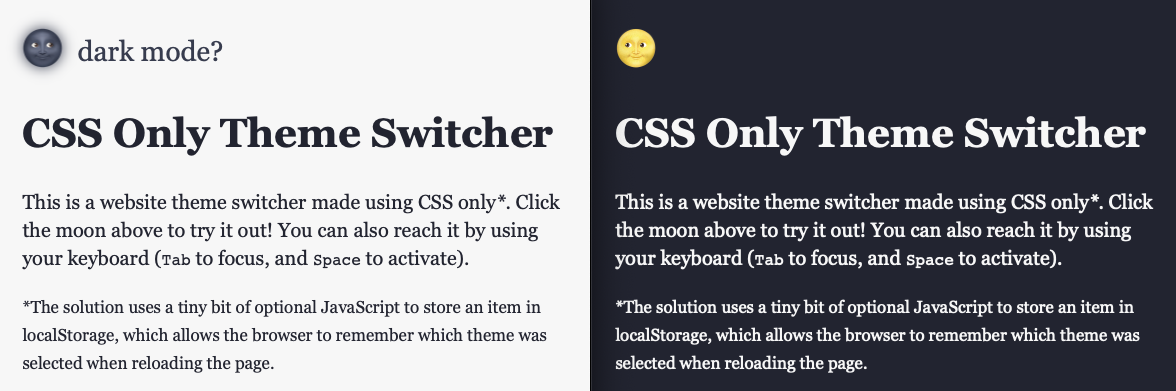 dark mode?
CSS Only Theme Switcher
This is a website theme switcher made using CSS only*. Click
the moon above to try it out! You can also reach it by using
your keyboard (Tab to focus, and Space to activate).
*The solution uses a tiny bit of optional JavaScript to store an item in
localStorage, which allows the browser to remember which theme was
selected when reloading the page.
CSS Only Theme Switcher
This is a website theme switcher made using CSS only*. Click
the moon above to try it out! You can also reach it by using
your keyboard (Tab to focus, and Space to activate).
*The solution uses a tiny bit of optional JavaScript to store an item in
localStorage, which allows the browser to remember which theme was
selected when reloading the page.